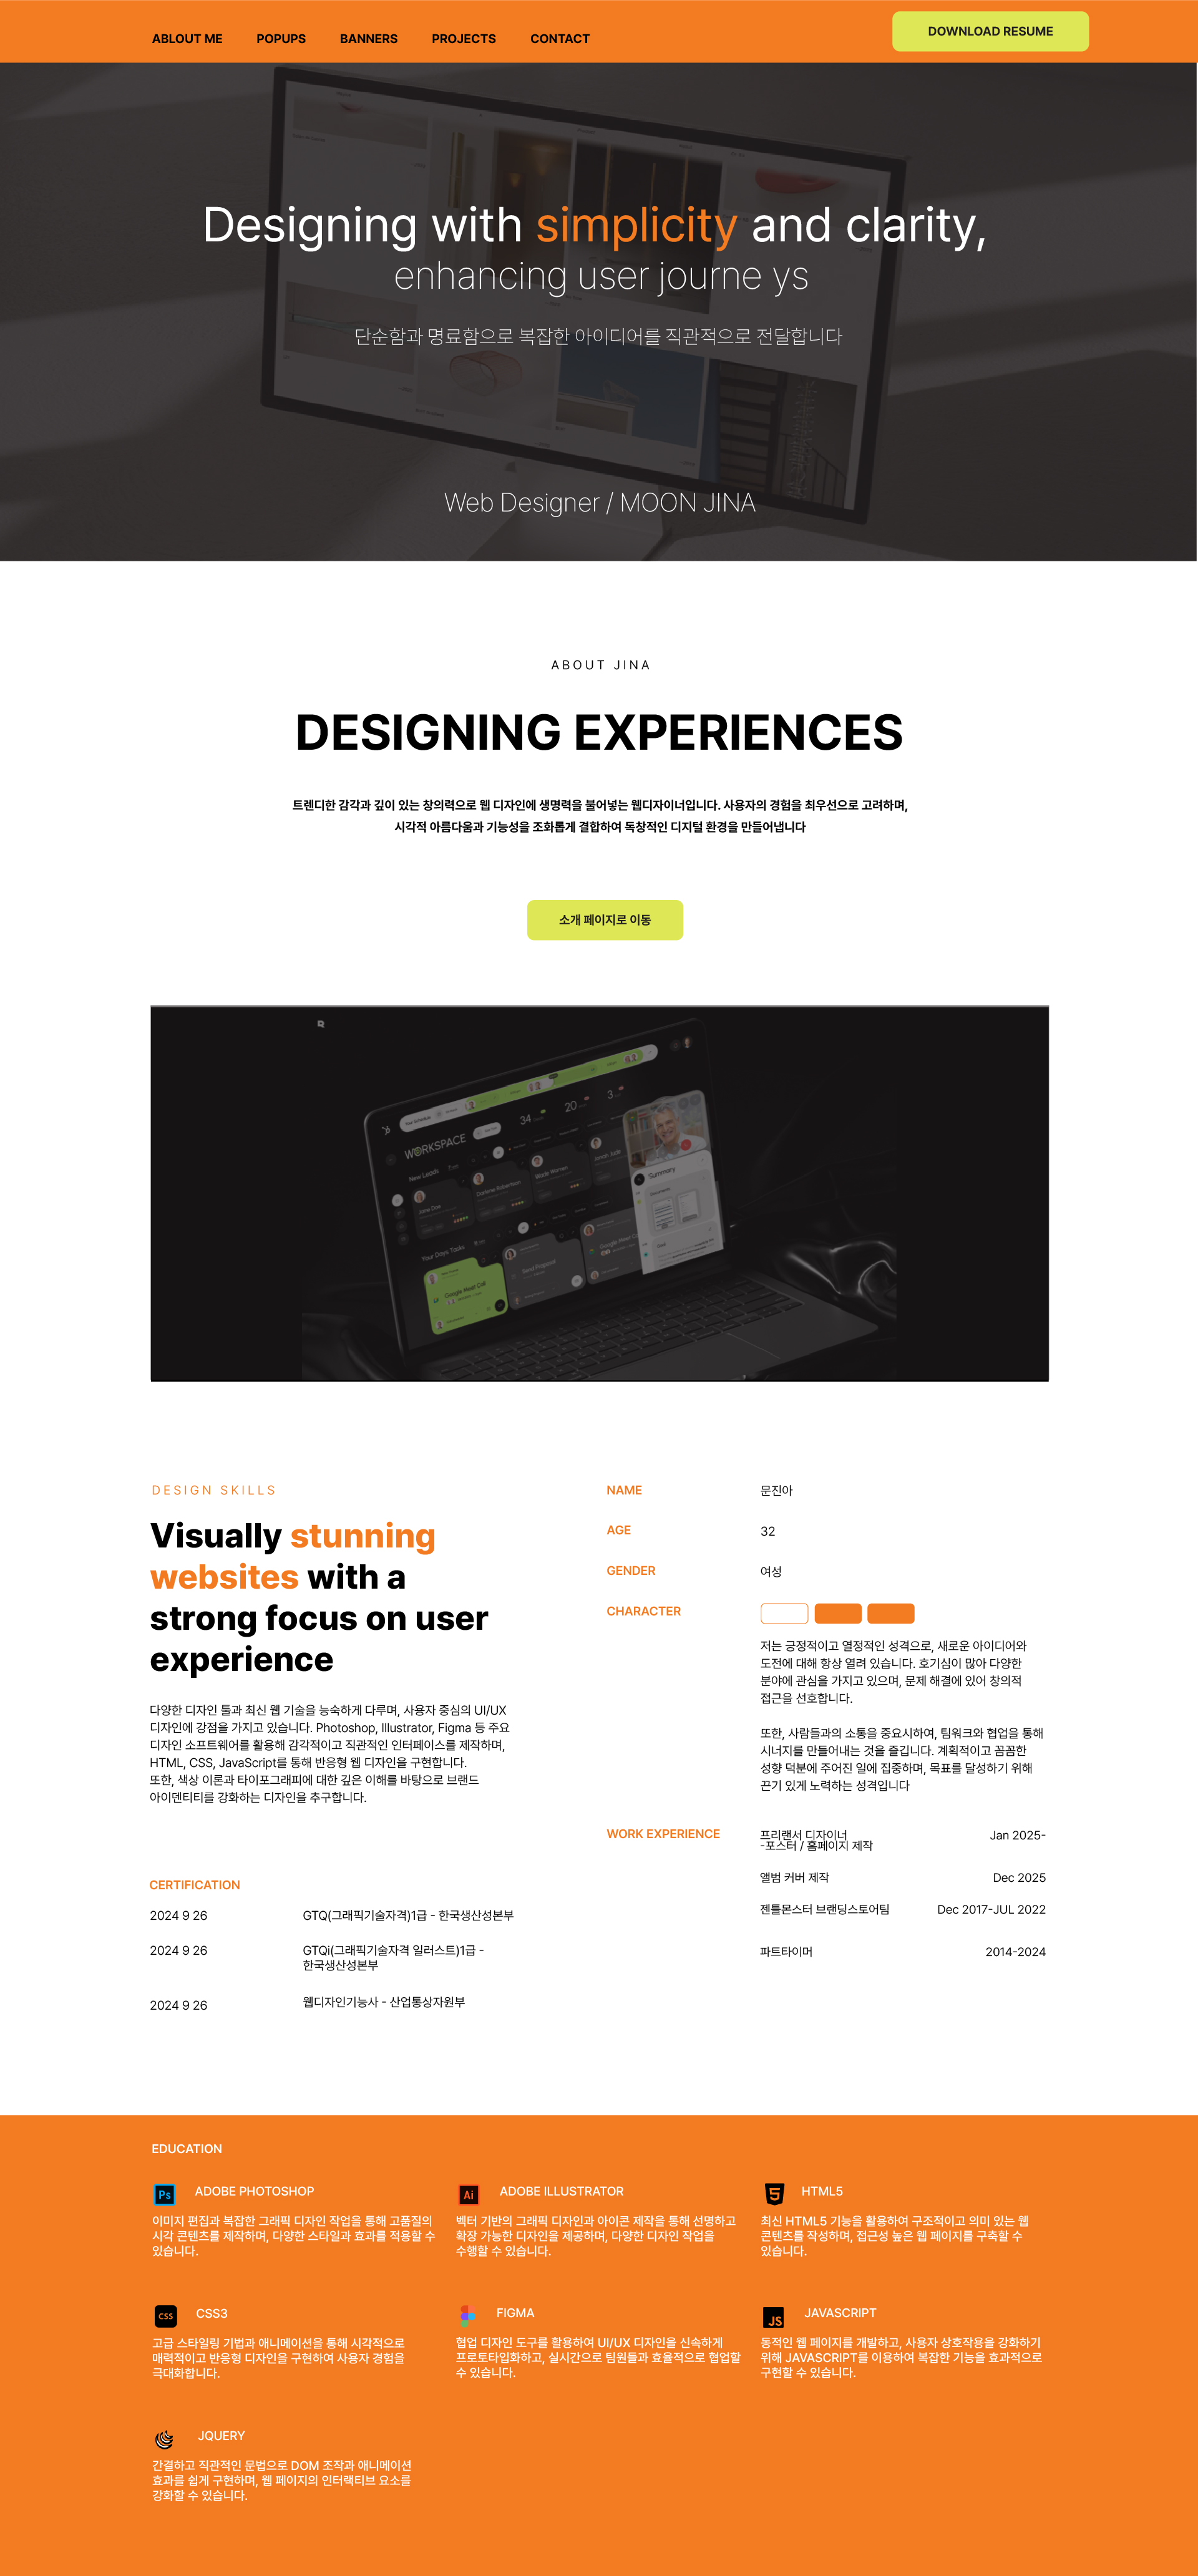 ABLOUT ME POPUPS BANNERS PROJECTS CONTACT DOWNLOAD RESUME
Designing with simplicity and clarity,
enhancing user journe ys
단순함과 명료함으로 복잡한 아이디어를 직관적으로 전달합니다
Web Designer / MOON JINA
ABOUT JINA
DESIGNING EXPERIENCES
트렌디한 감각과 깊이 있는 창의력으로 웹 디자인에 생명력을 불어넣는 웹디자이너입니다. 사용자의 경험을 최우선으로 고려하며,
시각적 아름다움과 기능성을 조화롭게 결합하여 독창적인 디지털 환경을 만들어냅니다
소개 페이지로 이동
34 20 3
WORKSPACE
New Leads
Summary
Your Days Tasks
Google Meet Call
DESIGN SKILLS
Visually stunning
websites with a
strong focus on user
experience
다양한 디자인 툴과 최신 웹 기술을 능숙하게 다루며, 사용자 중심의 UI/UX
디자인에 강점을 가지고 있습니다. Photoshop, Illustrator, Figma 등 주요
디자인 소프트웨어를 활용해 감각적이고 직관적인 인터페이스를 제작하며,
HTML, CSS, JavaScript를 통해 반응형 웹 디자인을 구현합니다.
또한, 색상 이론과 타이포그래피에 대한 깊은 이해를 바탕으로 브랜드
아이덴티티를 강화하는 디자인을 추구합니다.
CERTIFICATION
2024 9 26 GTQ(그래픽기술자격)1급 - 한국생산성본부
2024 9 26 GTQi(그래픽기술자격 일러스트)1급 -
한국생산성본부
2024 9 26 웹디자인기능사 - 산업통상자원부
NAME 문진아
AGE 32
GENDER 여성
CHARACTER
저는 긍정적이고 열정적인 성격으로, 새로운 아이디어와
도전에 대해 항상 열려 있습니다. 호기심이 많아 다양한
분야에 관심을 가지고 있으며, 문제 해결에 있어 창의적
접근을 선호합니다.
또한, 사람들과의 소통을 중요시하여, 팀워크와 협업을 통해
시너지를 만들어내는 것을 즐깁니다. 계획적이고 꼼꼼한
성향 덕분에 주어진 일에 집중하며, 목표를 달성하기 위해
끈기 있게 노력하는 성격입니다
WORK EXPERIENCE 프리랜서 디자이너 Jan 2025-
-포스터 / 홈페이지 제작
앨범 커버 제작 Dec 2025
젠틀몬스터 브랜딩스토어팀 Dec 2017-JUL 2022
파트타이머 2014-2024
EDUCATION
Ps ADOBE PHOTOSHOP
이미지 편집과 복잡한 그래픽 디자인 작업을 통해 고품질의
시각 콘텐츠를 제작하며, 다양한 스타일과 효과를 적용할 수
있습니다.
Ai ADOBE ILLUSTRATOR
벡터 기반의 그래픽 디자인과 아이콘 제작을 통해 선명하고
확장 가능한 디자인을 제공하며, 다양한 디자인 작업을
수행할 수 있습니다.
5 HTML5
최신 HTML5 기능을 활용하여 구조적이고 의미 있는 웹
콘텐츠를 작성하며, 접근성 높은 웹 페이지를 구축할 수
있습니다.
CSS CSS3
고급 스타일링 기법과 애니메이션을 통해 시각적으로
매력적이고 반응형 디자인을 구현하여 사용자 경험을
극대화합니다.
FIGMA
협업 디자인 도구를 활용하여 UI/UX 디자인을 신속하게
프로토타입화하고, 실시간으로 팀원들과 효율적으로 협업할
수 있습니다.
JS JAVASCRIPT
동적인 웹 페이지를 개발하고, 사용자 상호작용을 강화하기
위해 JAVASCRIPT를 이용하여 복잡한 기능을 효과적으로
구현할 수 있습니다.
JQUERY
간결하고 직관적인 문법으로 DOM 조작과 애니메이션
효과를 쉽게 구현하며, 웹 페이지의 인터랙티브 요소를
강화할 수 있습니다.